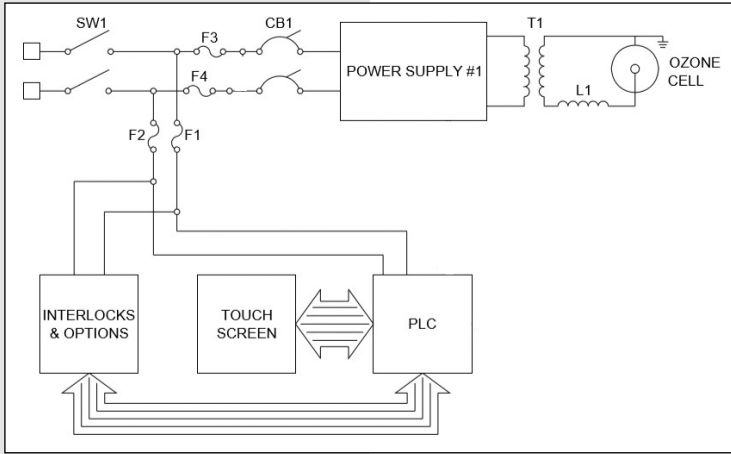 SW1
F3
CB1
T1
POWER SUPPLY #1
OZONE
CELL
F4
L1
F2
F1
INTERLOCKS
& OPTIONS
TOUCH
SCREEN
PLC